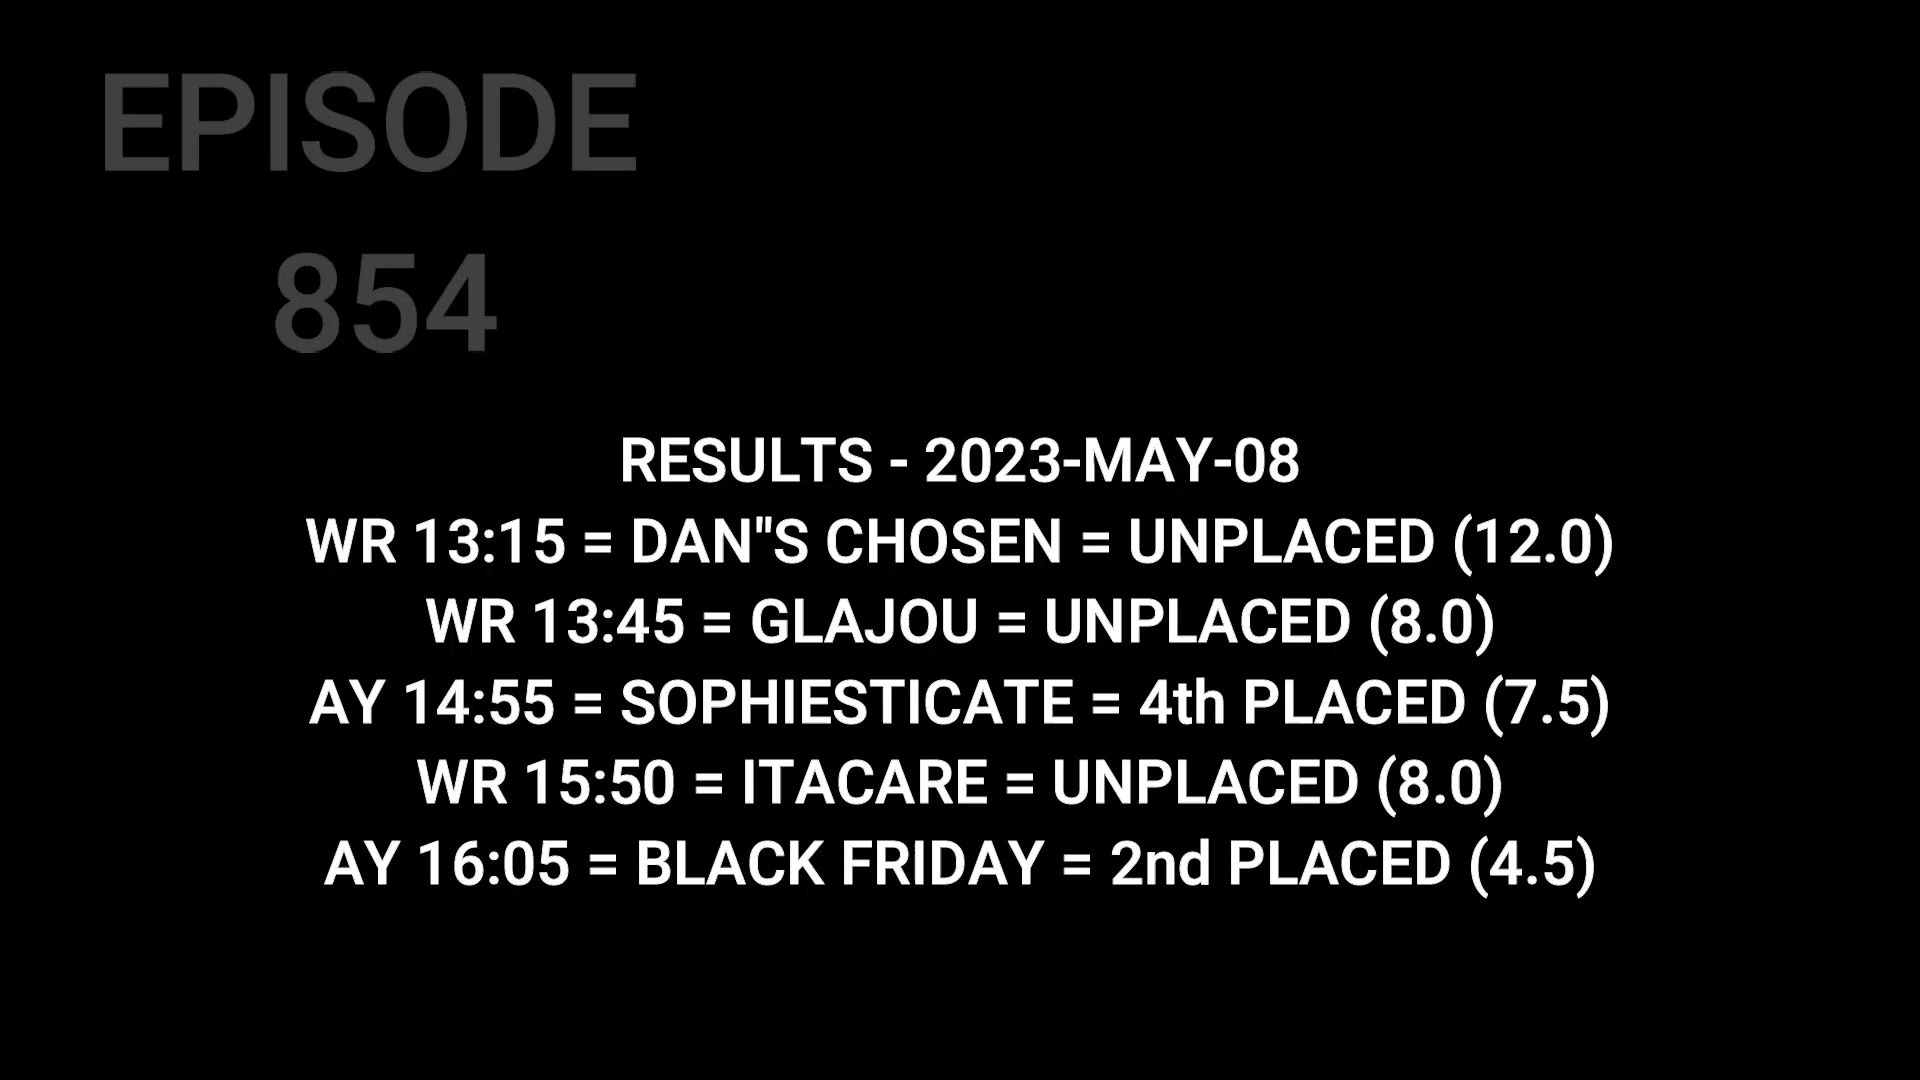 EPISODE
854
RESULTS - 2023-MAY-08
WR 13:15 = DAN"S CHOSEN = UNPLACED (12.0)
WR 13:45 = GLAJOU = UNPLACED (8.0)
AY 14:55 = SOPHIESTICATE = 4th PLACED (7.5)
WR 15:50 = ITACARE = UNPLACED (8.0)
AY 16:05 = BLACK FRIDAY = 2nd PLACED (4.5)